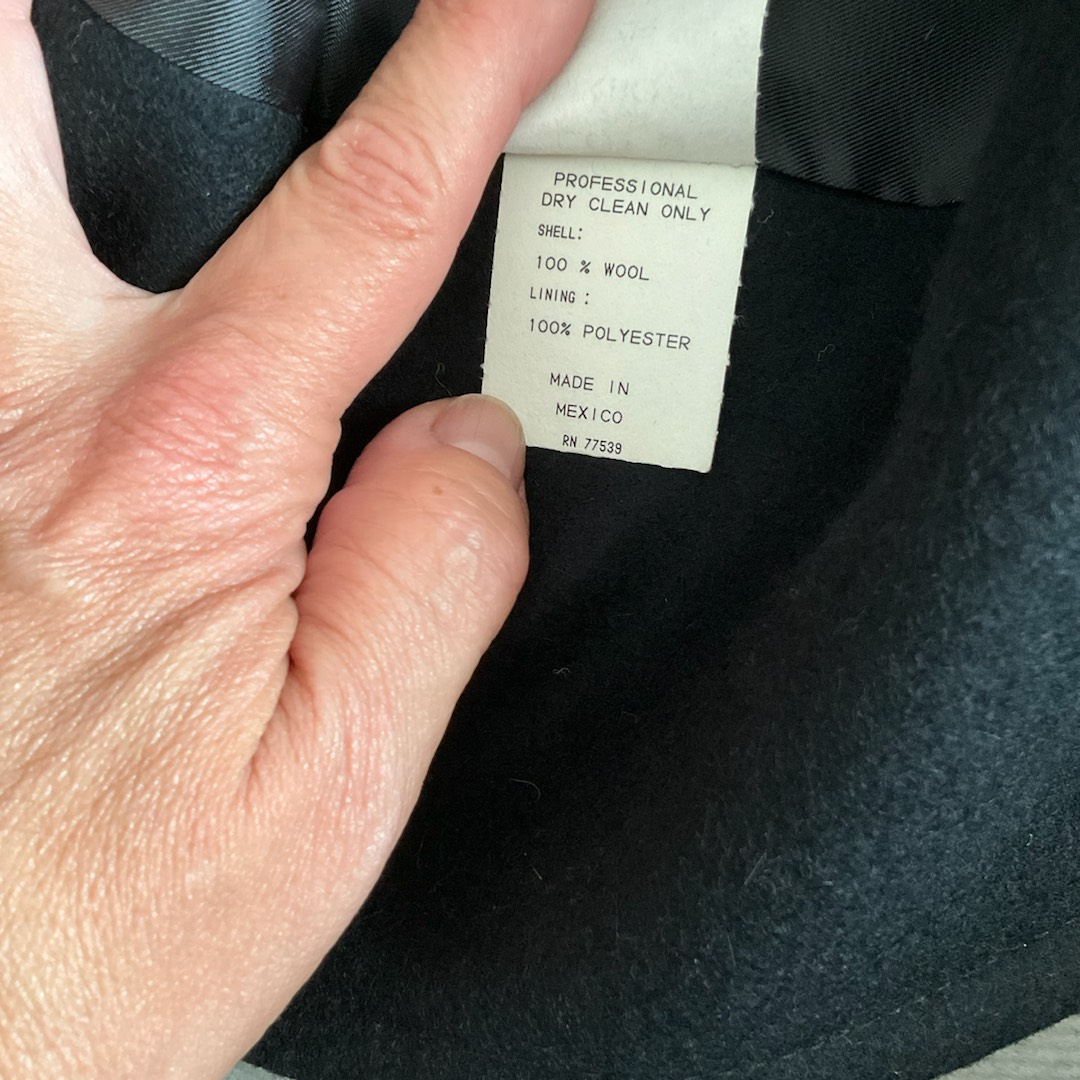 PROFESSIONAL
DRY CLEAN ONLY
SHELL:
100 % WOOL
LINING :
100% POLYESTER
MADE IN
MEXICO
RN 77539